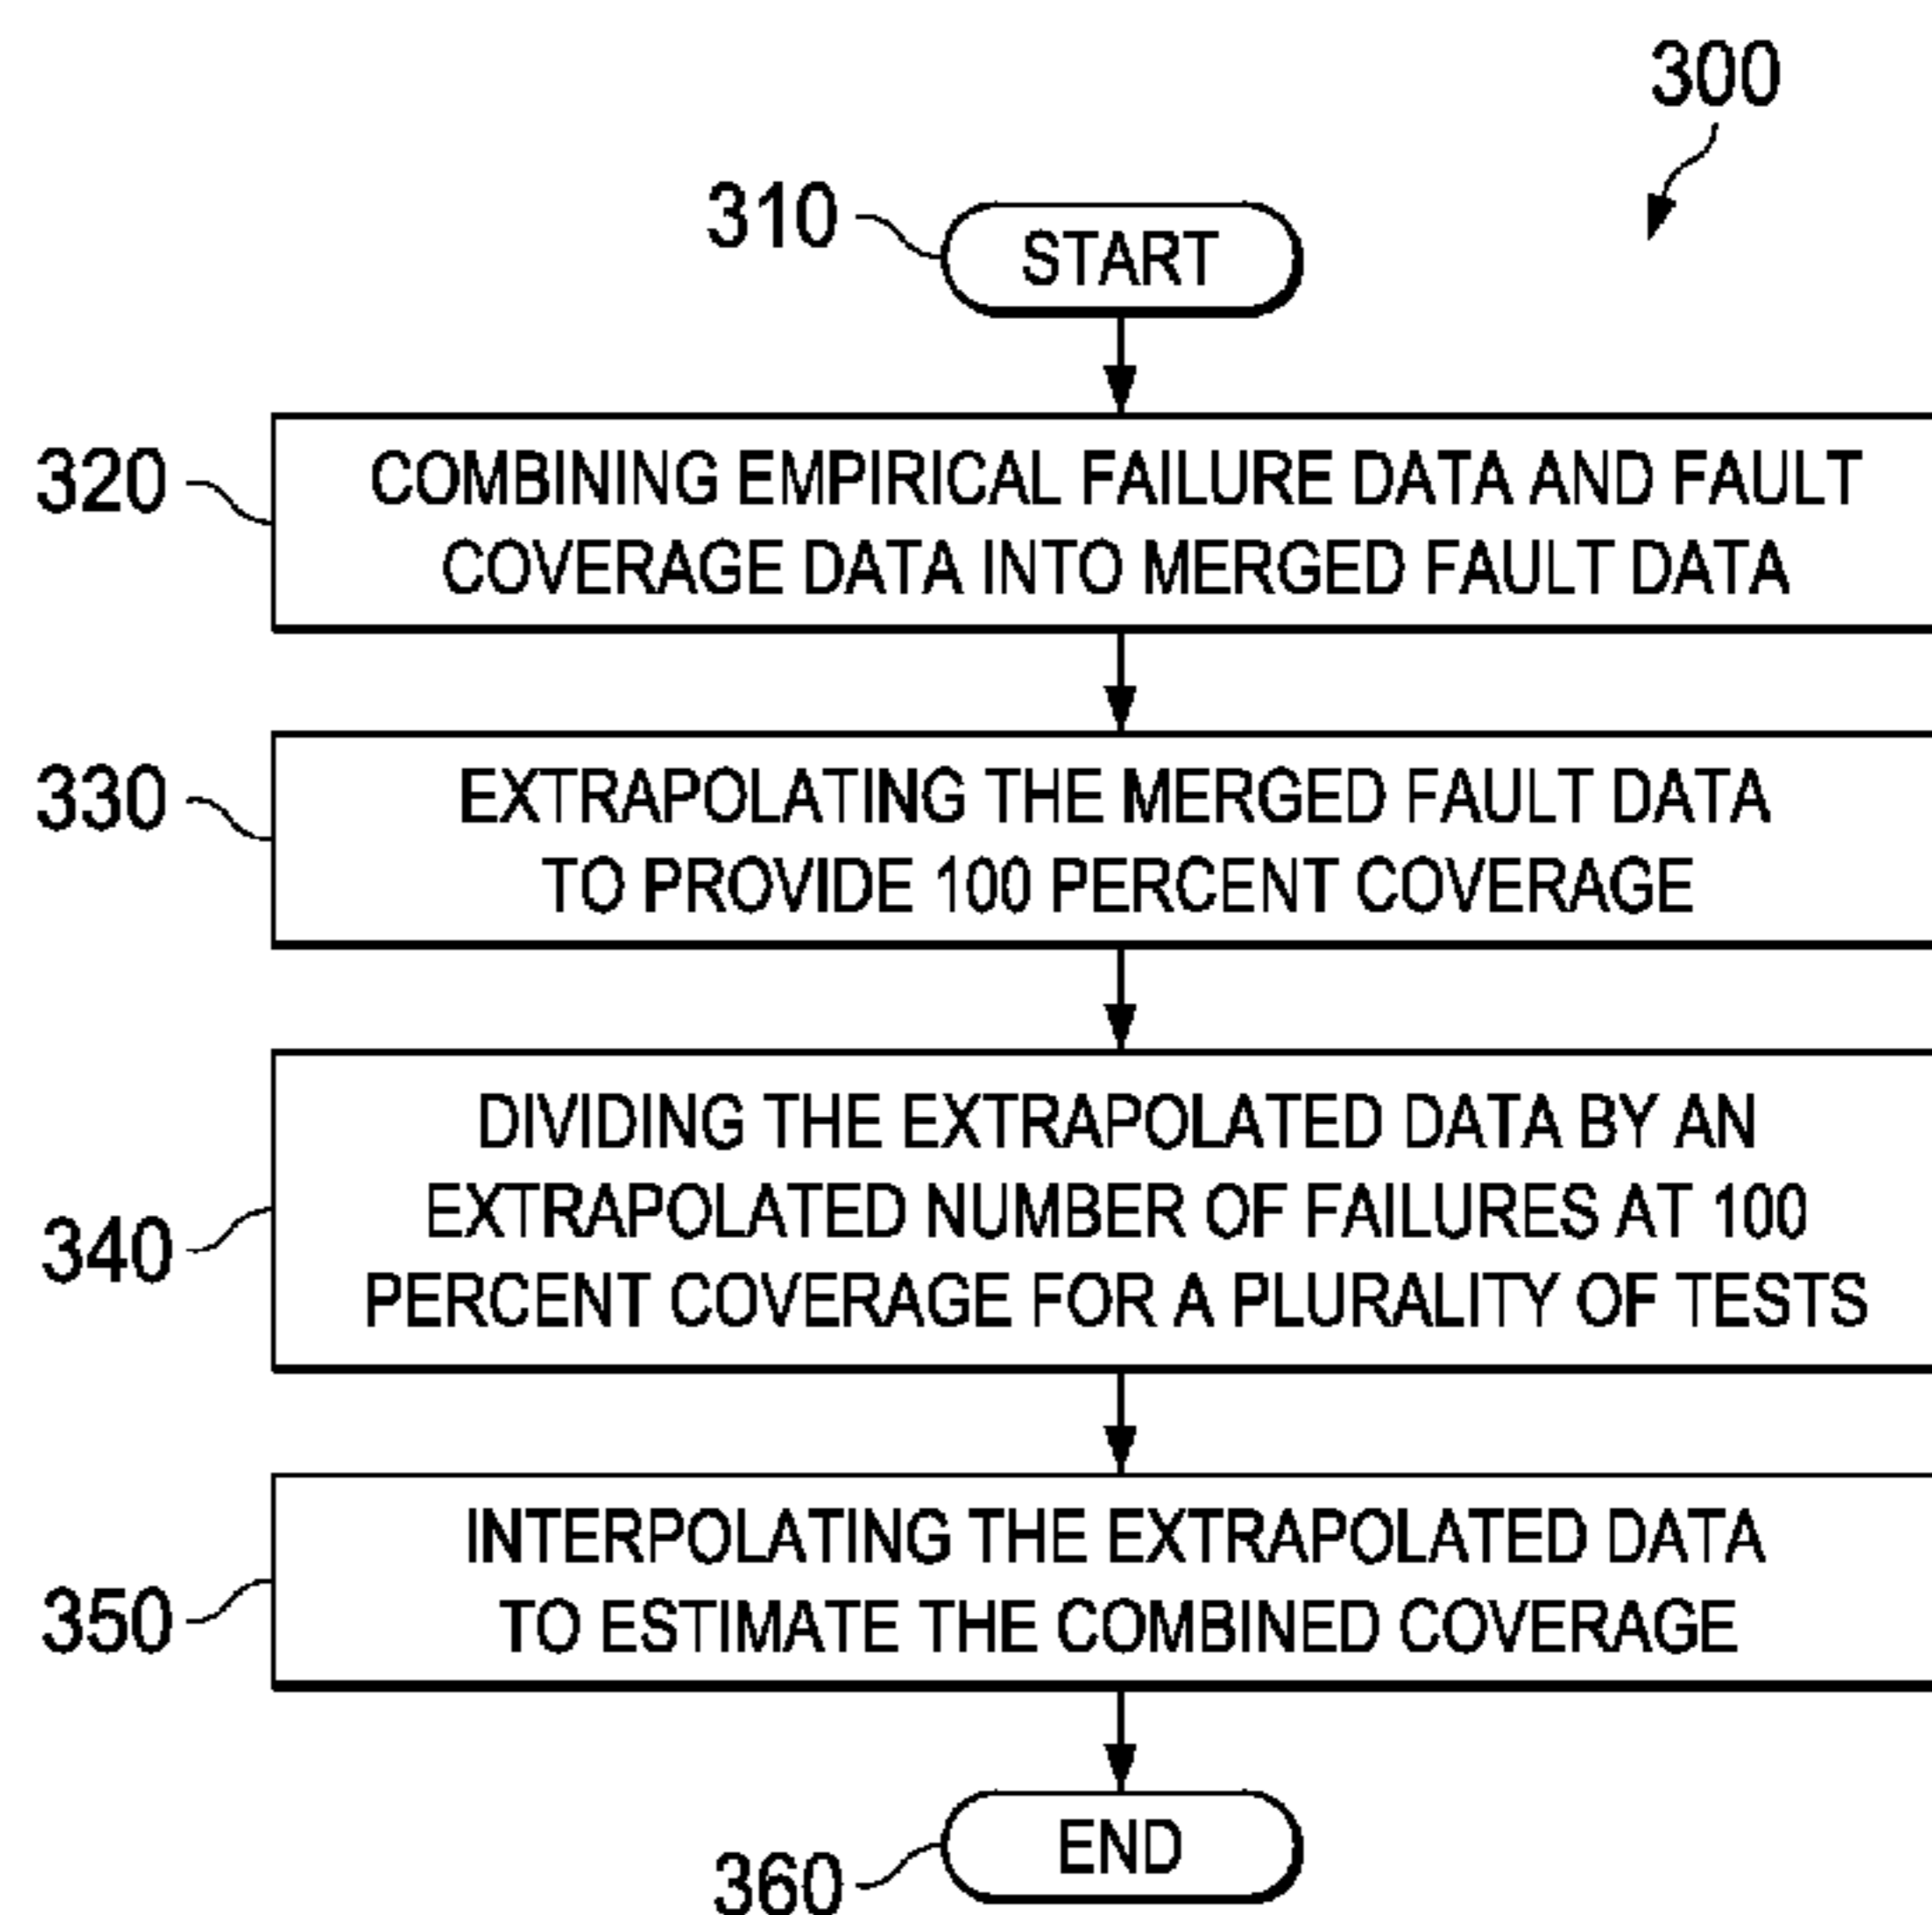 300
310
START
320
COMBINING EMPIRICAL FAILURE DATA AND FAULT
COVERAGE DATA INTO MERGED FAULT DATA
330
EXTRAPOLATING THE MERGED FAULT DATA
TO PROVIDE 100 PERCENT COVERAGE
340
DIVIDING THE EXTRAPOLATED DATA BY AN
EXTRAPOLATED NUMBER OF FAILURES AT 100
PERCENT COVERAGE FOR A PLURALITY OF TESTS
350
INTERPOLATING THE EXTRAPOLATED DATA
TO ESTIMATE THE COMBINED COVERAGE
360
END